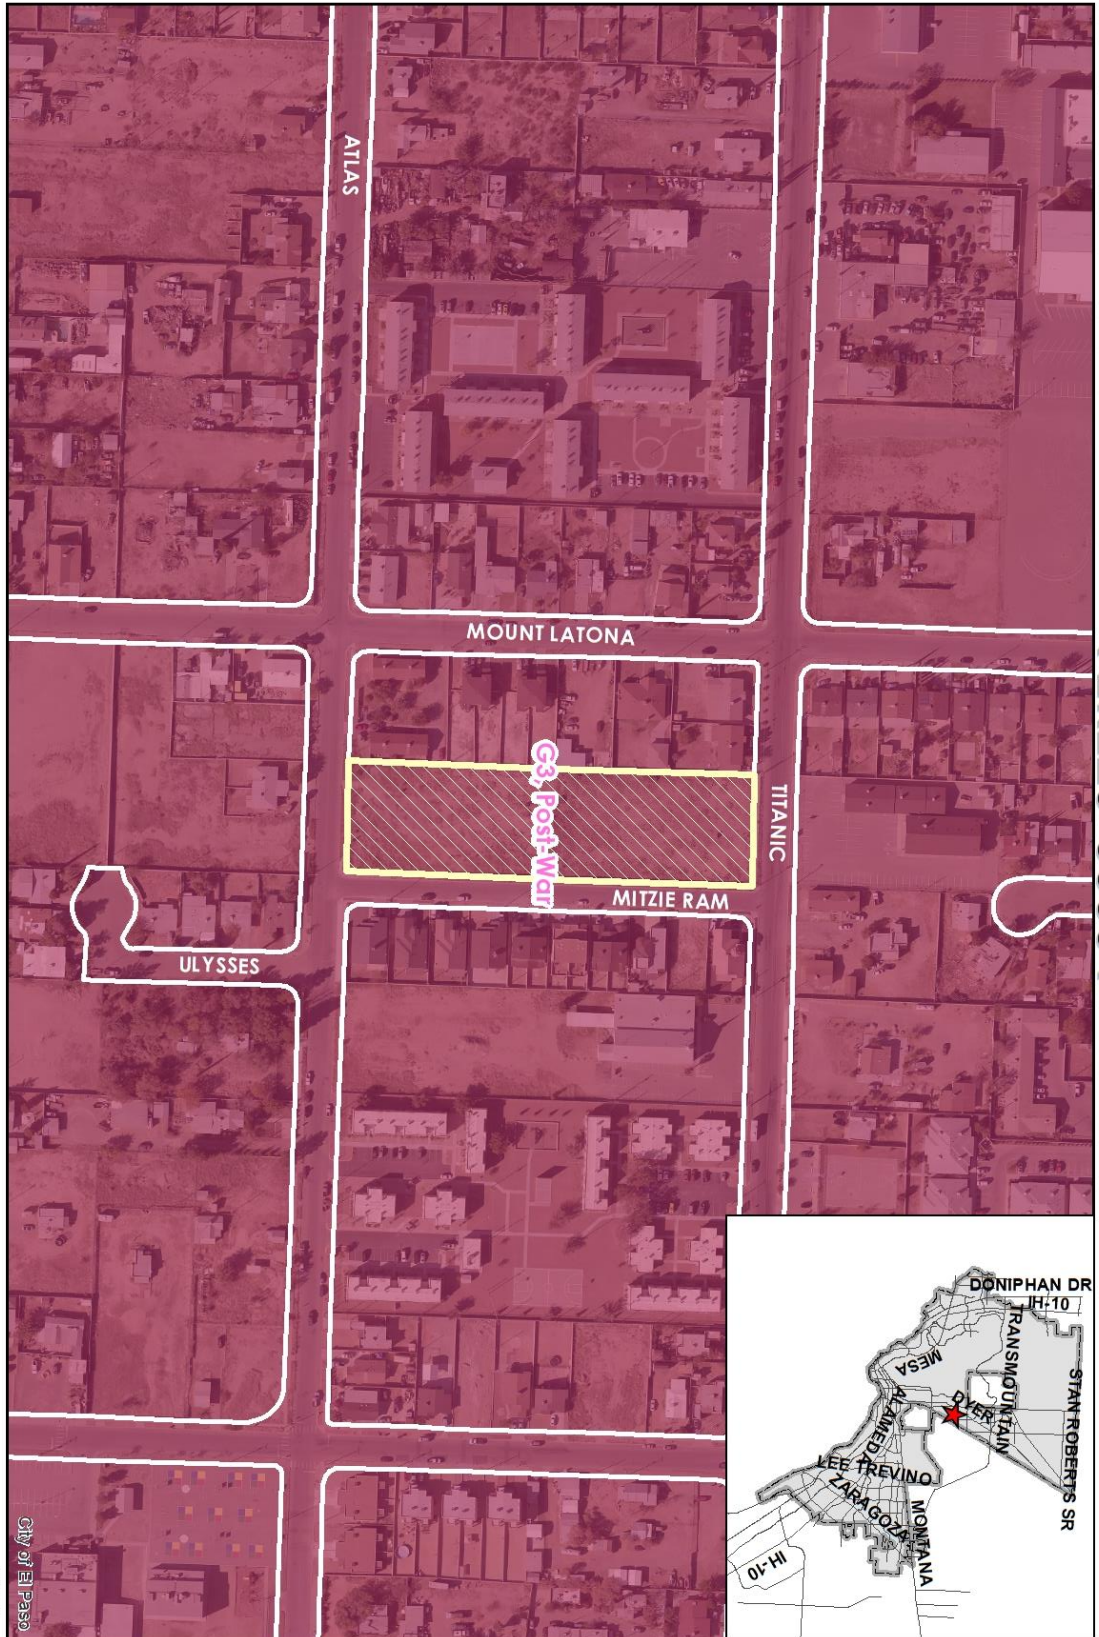 ATLAS
MOUNT LATONA
G3, Post-War
TITANIC
MITZIE RAM
ULYSSES
DONIPHAN DR
IH-10
TRANSMOUNTAIN
STAN ROBERTS SR
MESA
DYER
ALAMEDA
LEE TREVINO
ZARAGOZA
MONTANA
IH-10
City of El Paso